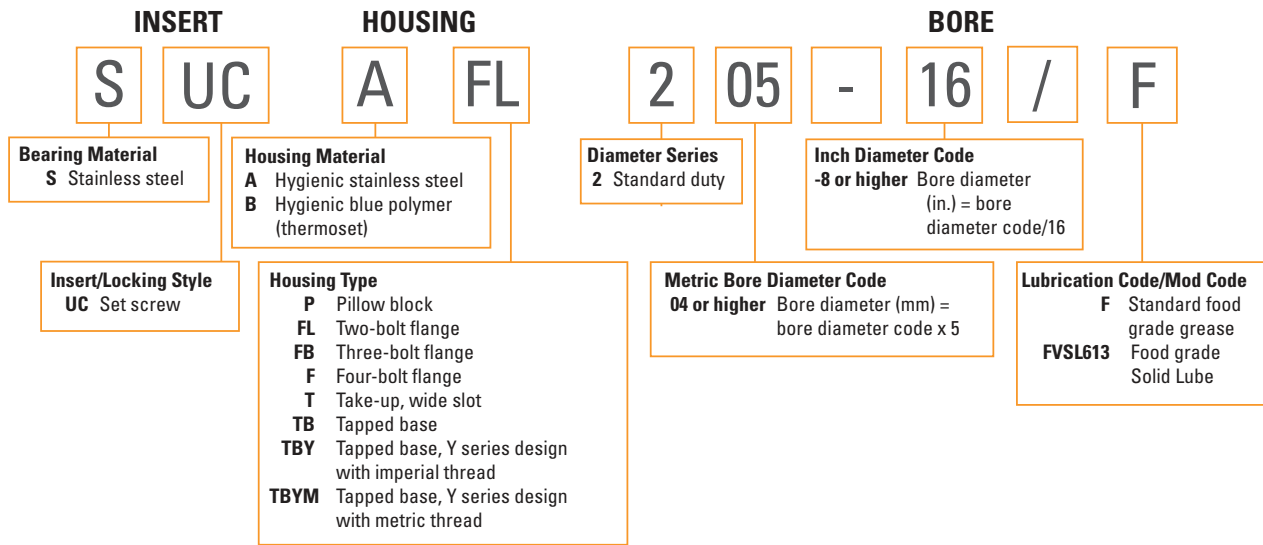 INSERT HOUSING BORE
S UC A FL 2 05 - 16 / F
Bearing Material
S Stainless steel
Housing Material
A Hygienic stainless steel
B Hygienic blue polymer
(thermoset)
Diameter Series
2 Standard duty
Inch Diameter Code
-8 or higher Bore diameter
(in.) = bore
diameter code/16
Insert/Locking Style
UC Set screw
Housing Type
P Pillow block
FL Two-bolt flange
FB Three-bolt flange
F Four-bolt flange
T Take-up, wide slot
TB Tapped base
TBY Tapped base, Y series design
with imperial thread
TBYM Tapped base, Y series design
with metric thread
Metric Bore Diameter Code
04 or higher Bore diameter (mm) =
bore diameter code x 5
Lubrication Code/Mod Code
F Standard food
grade grease
FVSL613 Food grade
Solid Lube